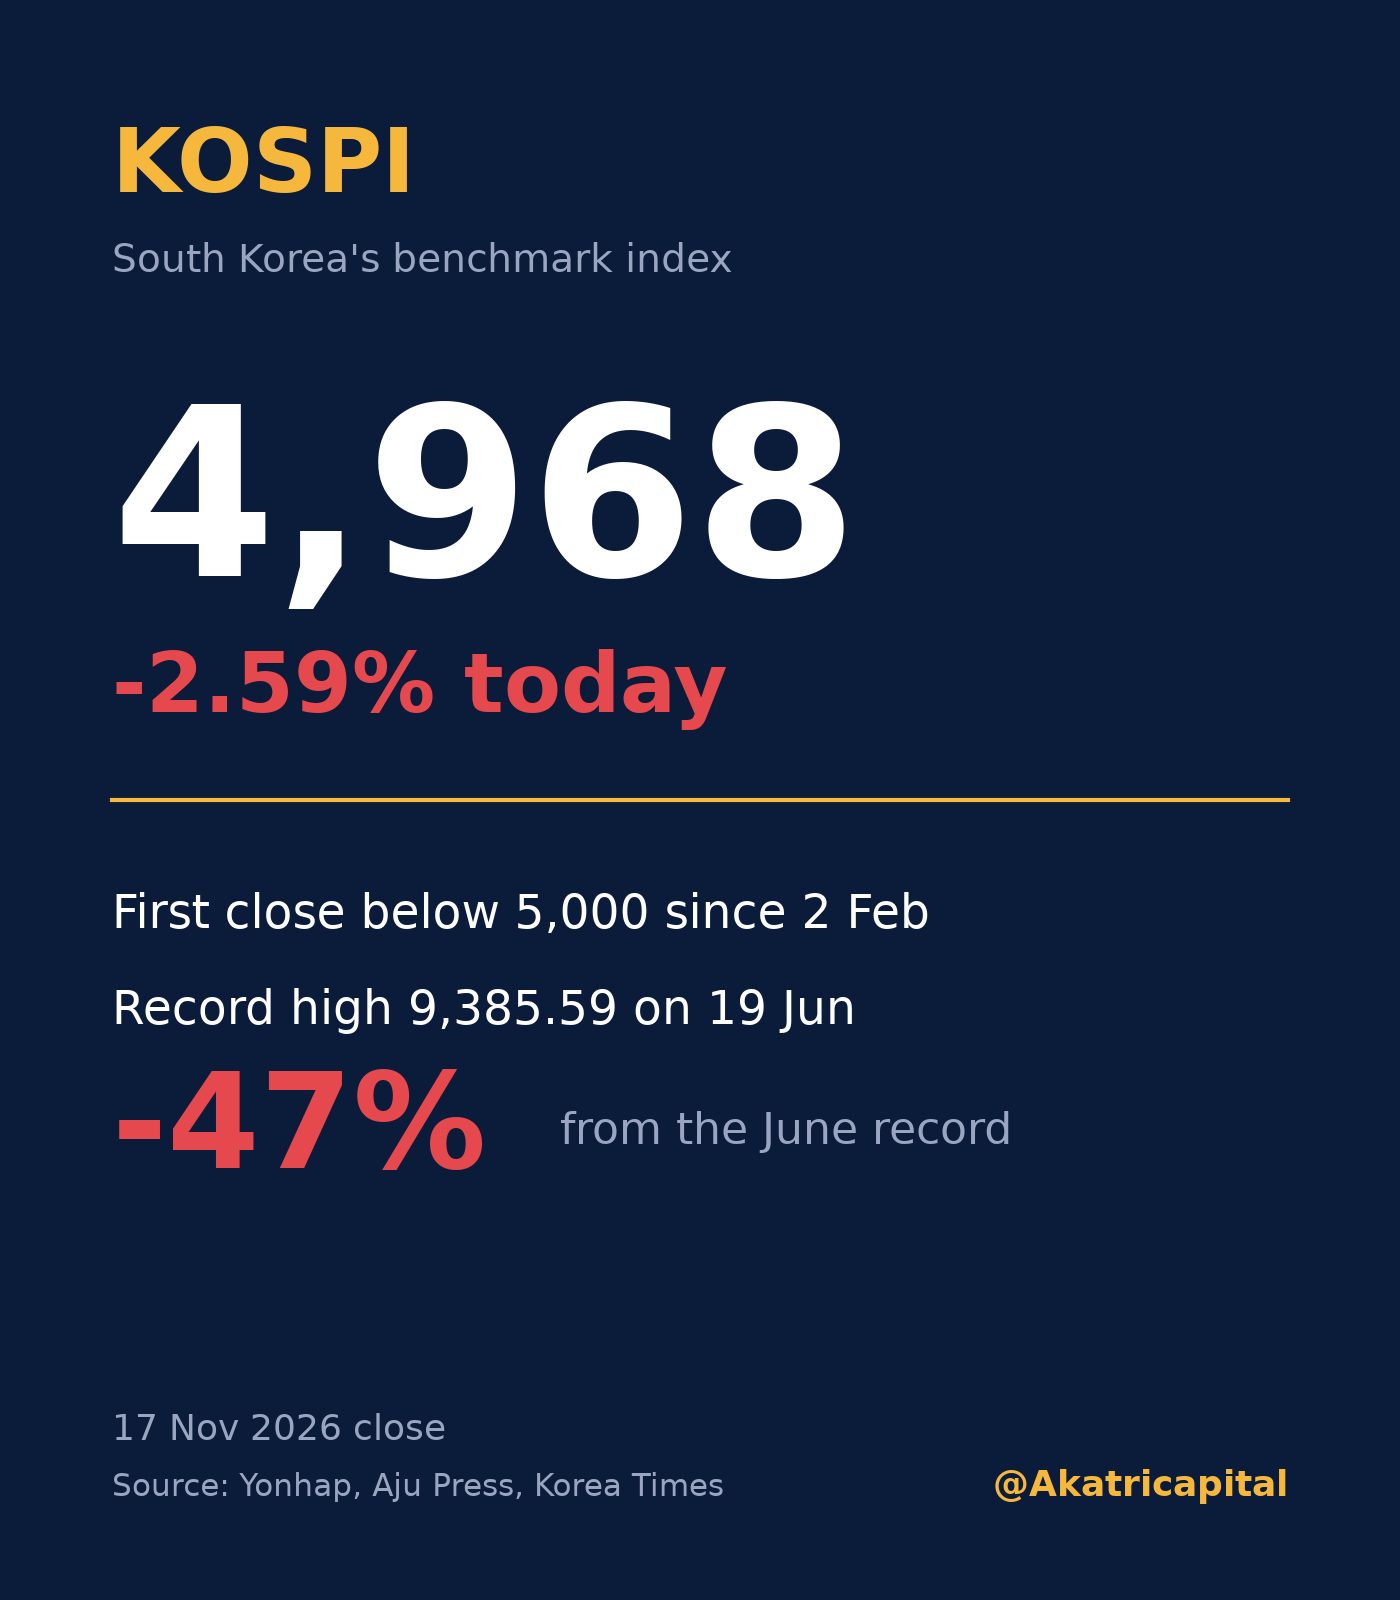 KOSPI
South Korea's benchmark index
4,968
-2.59% today
First close below 5,000 since 2 Feb
Record high 9,385.59 on 19 Jun
-47% from the June record
17 Nov 2026 close
Source: Yonhap, Aju Press, Korea Times
@Akatricapital